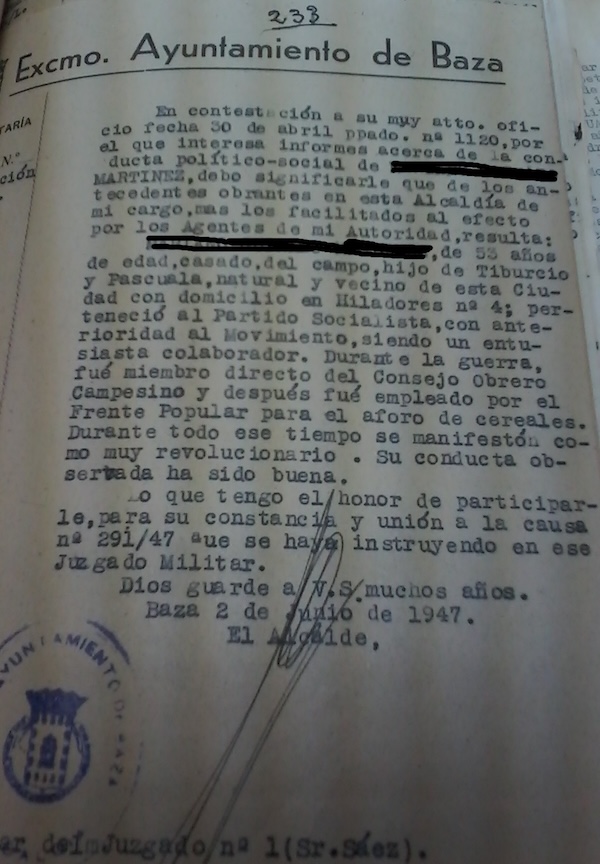 233
Excmo. Ayuntamiento de Baza
TARÍA
N.º
ción
En contestación a su muy atto. ofi-
cio fecha 30 de abril ppado. nº 1120,por
el que interesa informes acerca de la con-
ducta político-social de
MARTINEZ,debo significarle que de los an-
tecedentes obrantes en esta Alcaldía de
mi cargo,mas los facilitados al efecto
por los Agentes de mi Autoridad,resulta:
,de 53 años
de edad,casado,del campo,hijo de Tiburcio
y Pascuala,natural y vecino de esta Ciu-
dad con domicilio en Hiladores nº 4; per-
teneció al Partido Socialista,con ante-
rioridad al Movimiento,siendo un entu-
siasta colaborador. Durante la guerra,
fué miembro directo del Consejo Obrero
Campesino y después fué empleado por el
Frente Popular para el aforo de cereales.
Durante todo ese tiempo se manifestón co-
mo muy revolucionario . Su conducta ob-
servada ha sido buena.
Lo que tengo el honor de participar-
le,para su constancia y unión a la causa
nª 291/47 que se haya instruyendo en ese
Juzgado Militar.
Dios guarde a V.S.muchos años.
Baza 2 de junio de 1947.
El Alcalde,
AYUNTAMIENTO DE BAZA
ar deím Juzgado nª 1(Sr.Sáez).